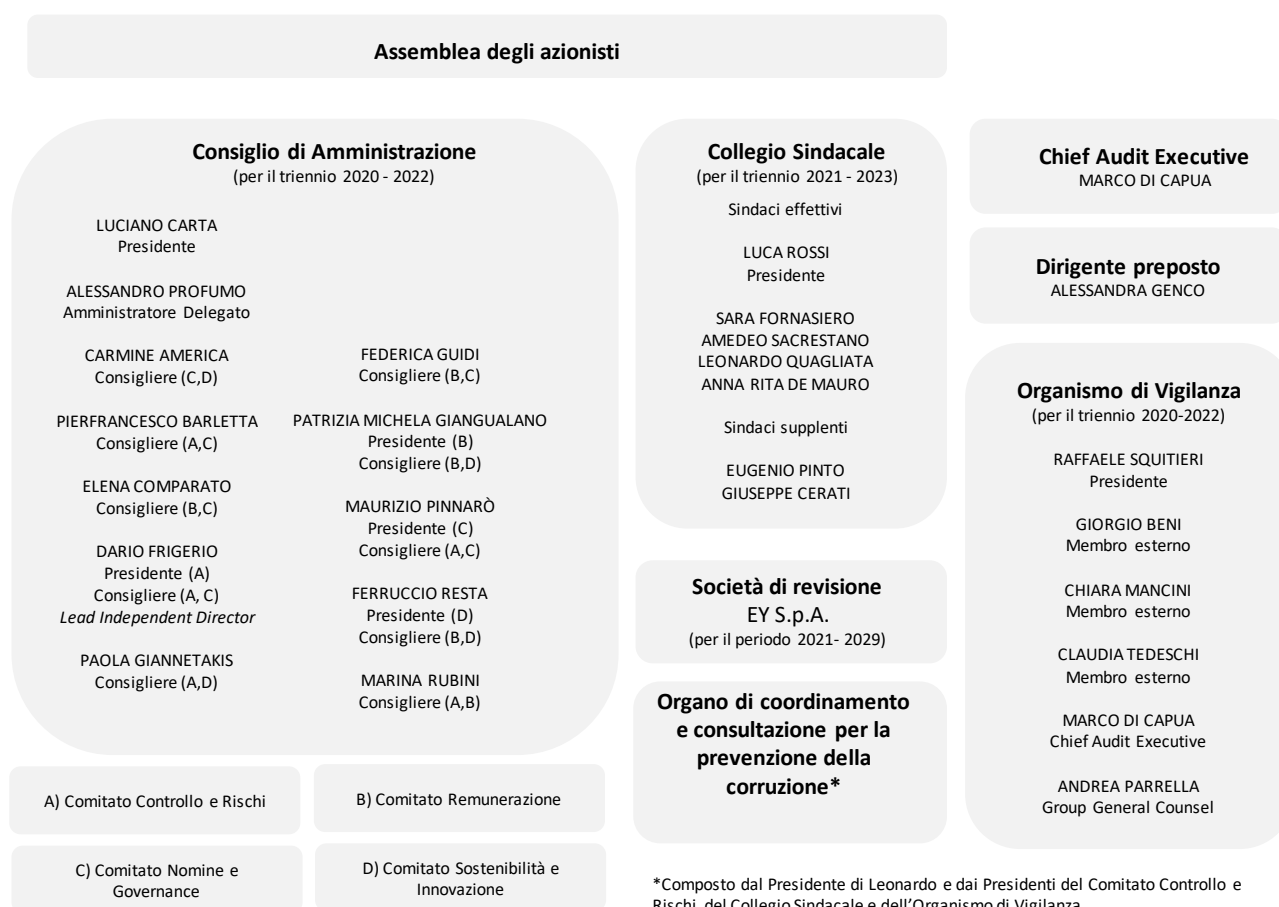 Assemblea degli azionisti
Consiglio di Amministrazione
(per il triennio 2020 - 2022)
LUCIANO CARTA
Presidente
ALESSANDRO PROFUMO
Amministratore Delegato
CARMINE AMERICA
Consigliere (C,D)
PIERFRANCESCO BARLETTA
Consigliere (A,C)
ELENA COMPARATO
Consigliere (B,C)
DARIO FRIGERIO
Presidente (A)
Consigliere (A, C)
Lead Independent Director
PAOLA GIANNETAKIS
Consigliere (A,D)
FEDERICA GUIDI
Consigliere (B,C)
PATRIZIA MICHELA GIANGUALANO
Presidente (B)
Consigliere (B,D)
MAURIZIO PINNARÒ
Presidente (C)
Consigliere (A,C)
FERRUCCIO RESTA
Presidente (D)
Consigliere (B,D)
MARINA RUBINI
Consigliere (A,B)
A) Comitato Controllo e Rischi
B) Comitato Remunerazione
C) Comitato Nomine e
Governance
D) Comitato Sostenibilità e
Innovazione
Collegio Sindacale
(per il triennio 2021 - 2023)
Sindaci effettivi
LUCA ROSSI
Presidente
SARA FORNASIERO
AMEDEO SACRESTANO
LEONARDO QUAGLIATA
ANNA RITA DE MAURO
Sindaci supplenti
EUGENIO PINTO
GIUSEPPE CERATI
Società di revisione
EY S.p.A.
(per il periodo 2021- 2029)
Organo di coordinamento
e consultazione per la
prevenzione della
corruzione*
Chief Audit Executive
MARCO DI CAPUA
Dirigente preposto
ALESSANDRA GENCO
Organismo di Vigilanza
(per il triennio 2020-2022)
RAFFAELE SQUITIERI
Presidente
GIORGIO BENI
Membro esterno
CHIARA MANCINI
Membro esterno
CLAUDIA TEDESCHI
Membro esterno
MARCO DI CAPUA
Chief Audit Executive
ANDREA PARRELLA
Group General Counsel
*Composto dal Presidente di Leonardo e dai Presidenti del Comitato Controllo e
Rischi, del Collegio Sindacale e dell'Organismo di Vigilanza